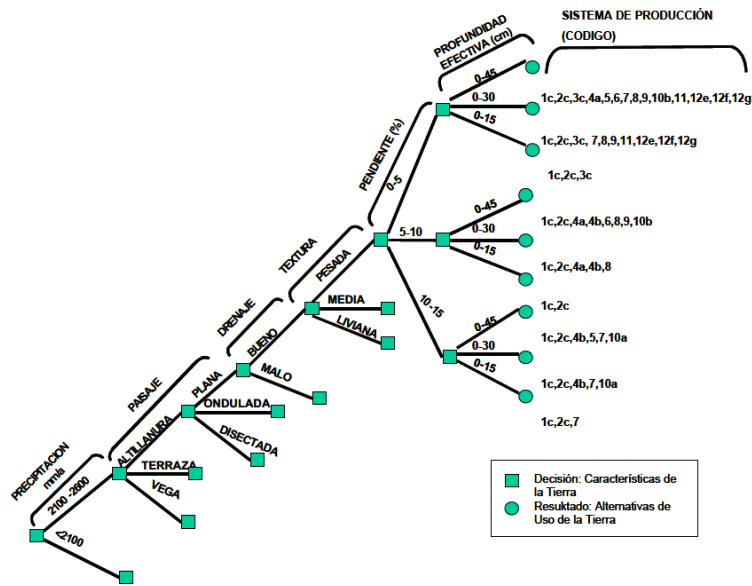 PROFUNDIDAD
EFECTIVA (cm)
SISTEMA DE PRODUCCIÓN
(CODIGO)
0-45
0-30
0-15
1c,2c,3c,4a,5,6,7,8,9,10b,11,12e,12f,12g
1c,2c,3c, 7,8,9,11,12e,12f,12g
1c,2c,3c
PENDIENTE (%)
0-5
5-10
10-15
0-45
0-30
0-15
1c,2c,4a,4b,6,8,9,10b
1c,2c,4a,4b,8
1c,2c
0-45
0-30
0-15
1c,2c,4b,5,7,10a
1c,2c,4b,7,10a
1c,2c,7
TEXTURA
PESADA
MEDIA
LIVIANA
DRENAJE
BUENO
MALO
PAISAJE
PLANA
ONDULADA
DISECTADA
ALTILLANURA
TERRAZA
VEGA
PRECIPITACION
mm/a
2100 -2600
<2100
Decisión: Características de
la Tierra
Resuktado: Alternativas de
Uso de la Tierra